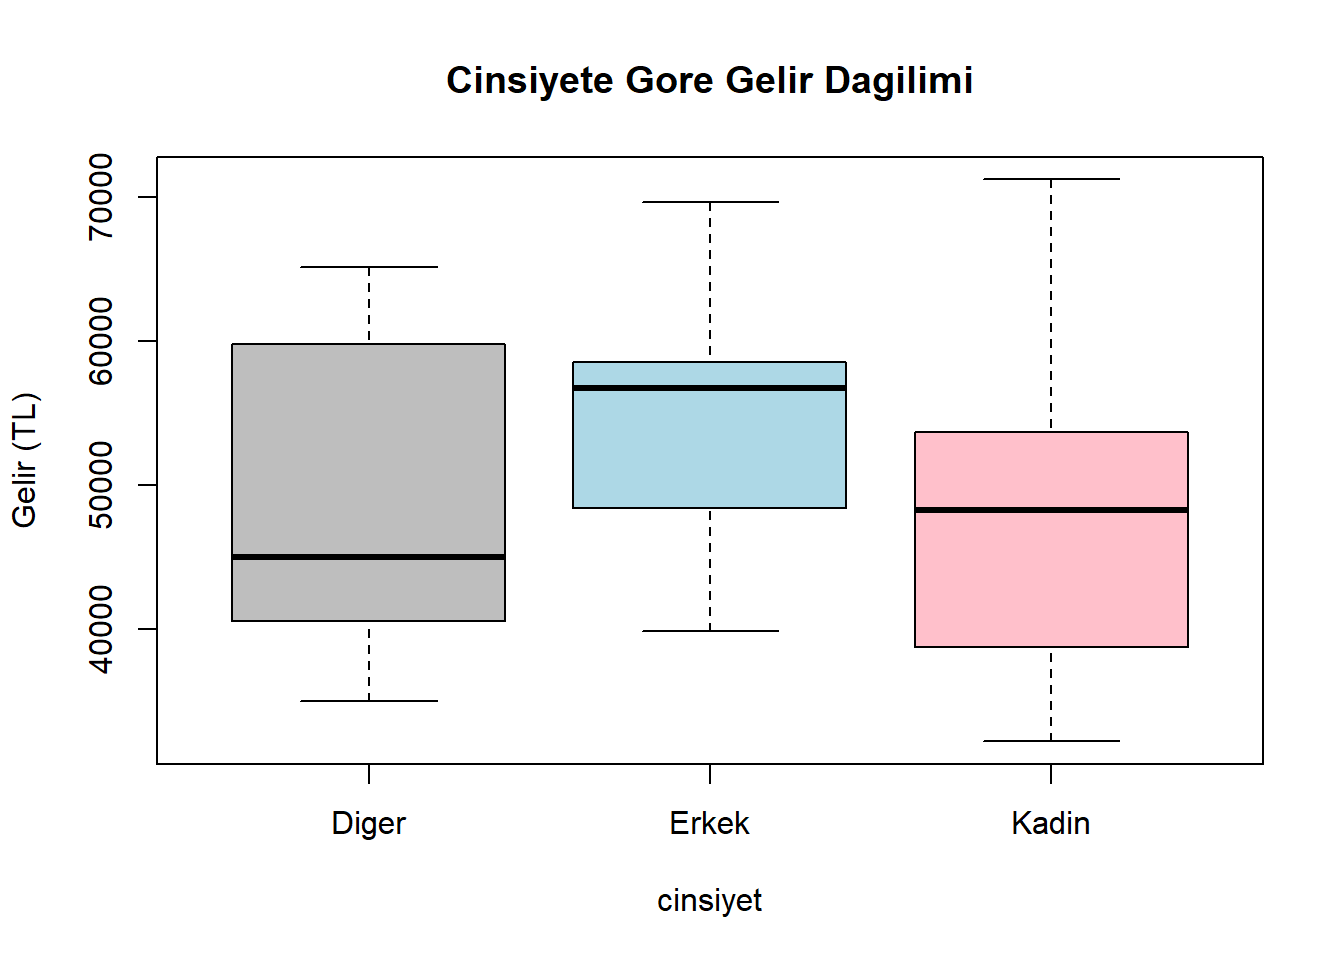 Cinsiyete Gore Gelir Dagilimi
Gelir (TL)
70000
60000
50000
40000
Diger Erkek Kadin
cinsiyet